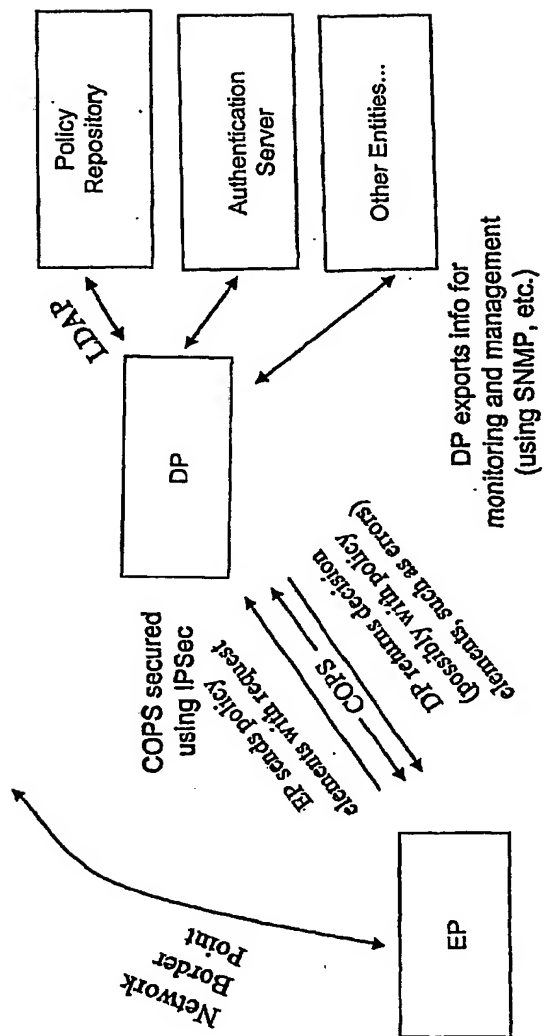 Network
Border
Point
EP
COPS secured
using IPSec
EP sends policy
elements with request
COPS
DP returns decision
(possibly with policy
elements, such as errors)
DP
LDAP
Policy
Repository
Authentication
Server
Other Entities...
DP exports info for
monitoring and management
(using SNMP, etc.)